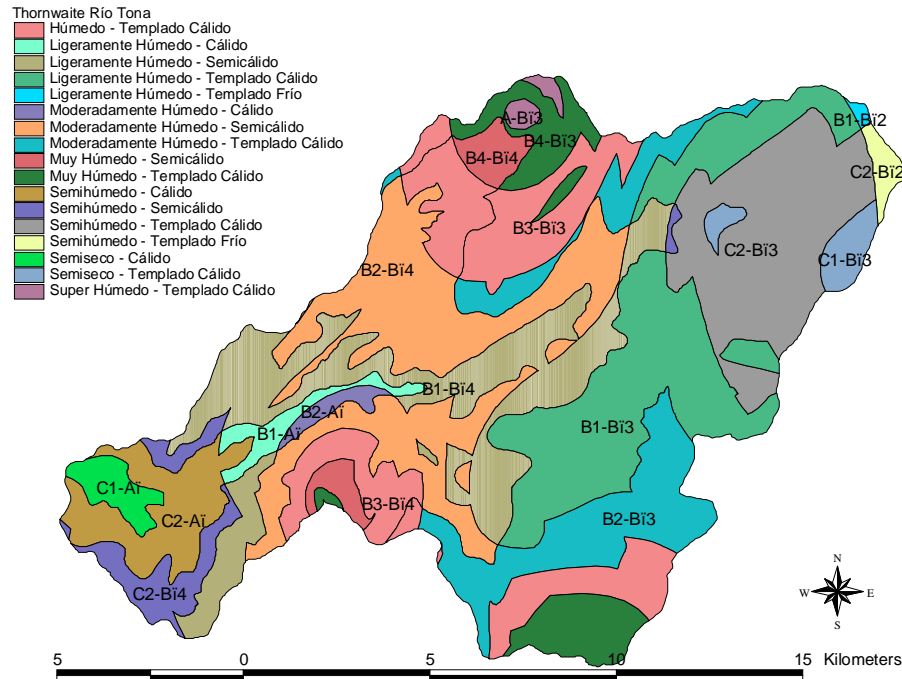 Thornwaite Río Tona
Húmedo - Templado Cálido
Ligeramente Húmedo - Cálido
Ligeramente Húmedo - Semicálido
Ligeramente Húmedo - Templado Cálido
Ligeramente Húmedo - Templado Frío
Moderadamente Húmedo - Cálido
Moderadamente Húmedo - Semicálido
Moderadamente Húmedo - Templado Cálido
Muy Húmedo - Semicálido
Muy Húmedo - Templado Cálido
Semihúmedo - Cálido
Semihúmedo - Semicálido
Semihúmedo - Templado Cálido
Semihúmedo - Templado Frío
Semiseco - Cálido
Semiseco - Templado Cálido
Super Húmedo - Templado Cálido
A-Bï3
B1-Bï2
B4-Bï3
B4-Bï4
C2-Bï2
B3-Bï3
C2-Bï3
C1-Bï3
B2-Bï4
B1-Bï4
B2-Aï
B1-Aï
B1-Bï3
C1-Aï
B3-Bï4
C2-Aï
B2-Bï3
C2-Bï4
N
W E
S
5 0 5 10 15 Kilometers